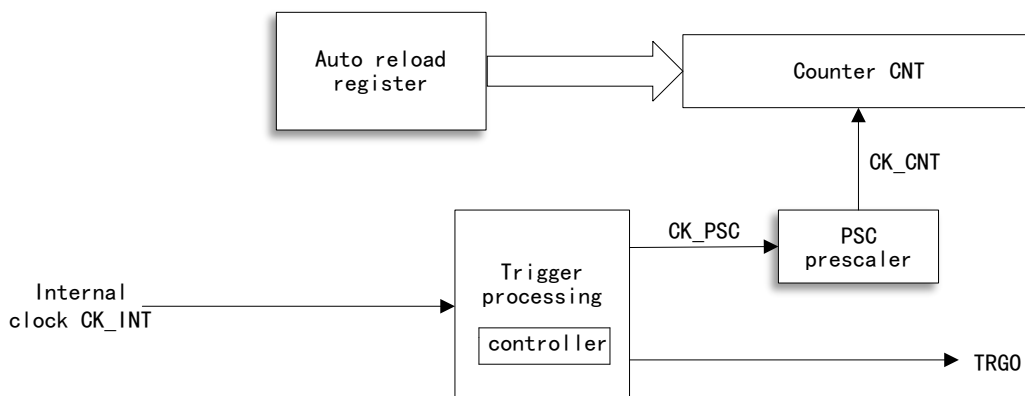 Auto reload
register
Counter CNT
CK_CNT
CK_PSC
PSC
prescaler
Trigger
processing
controller
Internal
clock CK_INT
TRGO